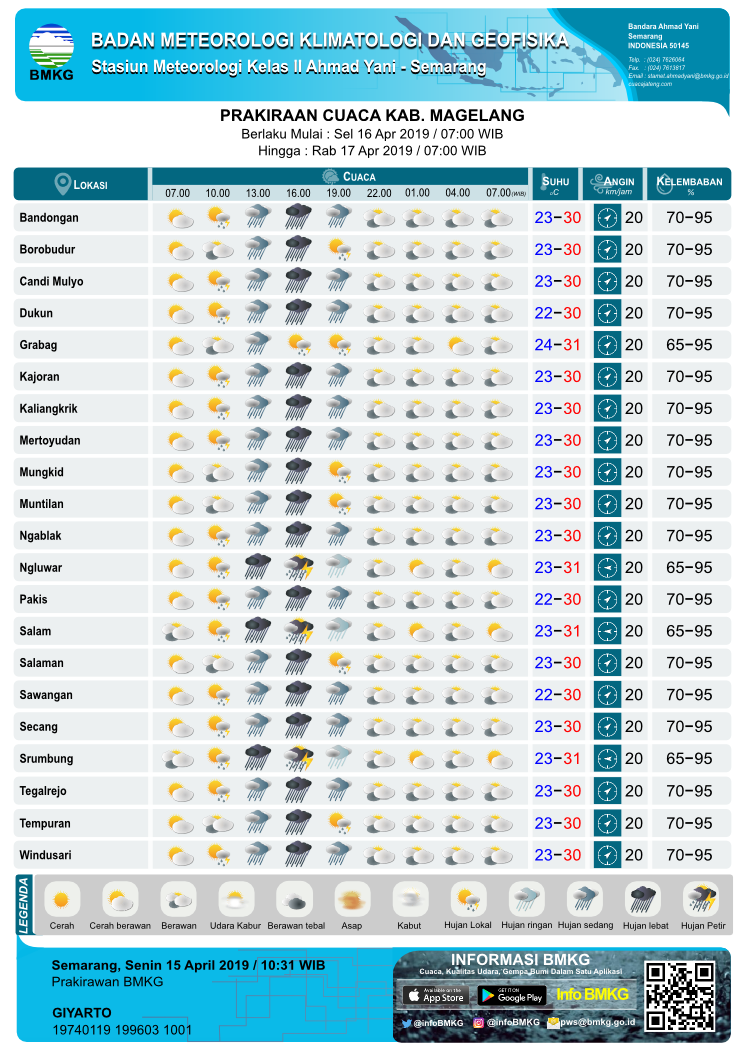 BMKG
BADAN METEOROLOGI KLIMATOLOGI DAN GEOFISIKA
Stasiun Meteorologi Kelas II Ahmad Yani - Semarang
Bandara Ahmad Yani
Semarang
INDONESIA 50145
Telp. : (024) 7626064
Fax. : (024) 7613817
Email : stamet.ahmadyani@bmkg.go.id
cuacajateng.com
PRAKIRAAN CUACA KAB. MAGELANG
Berlaku Mulai : Sel 16 Apr 2019 / 07:00 WIB
Hingga : Rab 17 Apr 2019 / 07:00 WIB
LOKASI CUACA SUHU °C ANGIN km/jam KELEMBABAN %
07.00 10.00 13.00 16.00 19.00 22.00 01.00 04.00 07.00 (WIB)
Bandongan 23-30 20 70-95
Borobudur 23-30 20 70-95
Candi Mulyo 23-30 20 70-95
Dukun 22-30 20 70-95
Grabag 24-31 20 65-95
Kajoran 23-30 20 70-95
Kaliangkrik 23-30 20 70-95
Mertoyudan 23-30 20 70-95
Mungkid 23-30 20 70-95
Muntilan 23-30 20 70-95
Ngablak 23-30 20 70-95
Ngluwar 23-31 20 65-95
Pakis 22-30 20 70-95
Salam 23-31 20 65-95
Salaman 23-30 20 70-95
Sawangan 22-30 20 70-95
Secang 23-30 20 70-95
Srumbung 23-31 20 65-95
Tegalrejo 23-30 20 70-95
Tempuran 23-30 20 70-95
Windusari 23-30 20 70-95
LEGENDA
Cerah Cerah berawan Berawan Udara Kabur Berawan tebal Asap Kabut Hujan Lokal Hujan ringan Hujan sedang Hujan lebat Hujan Petir
Semarang, Senin 15 April 2019 / 10:31 WIB
Prakirawan BMKG
GIYARTO
19740119 199603 1001
INFORMASI BMKG
Cuaca, Kualitas Udara, Gempa Bumi Dalam Satu Aplikasi
Available on the App Store GET IT ON Google Play Info BMKG
@infoBMKG @infoBMKG pws@bmkg.go.id